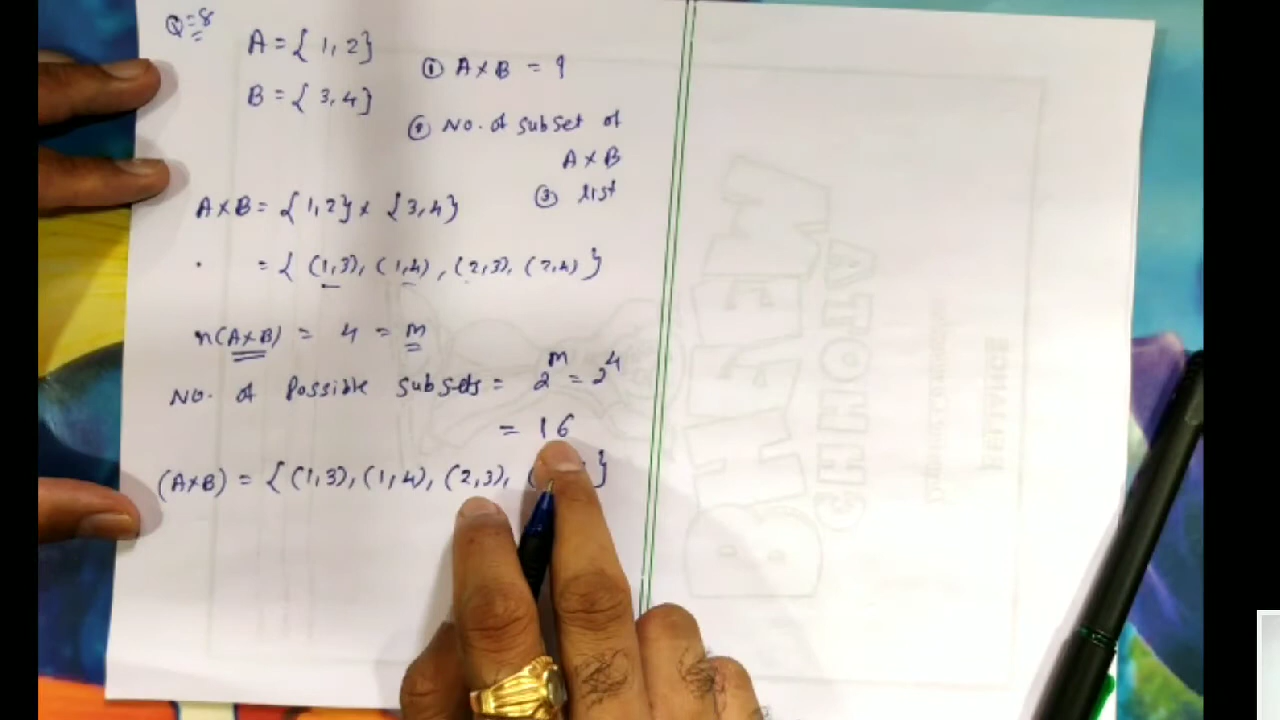 Q=8
A = { 1, 2 }
B = { 3, 4 }
① A × B = ?
② No. of subset of
A × B
③ list
A × B = { 1, 2 } × { 3, 4 }
= { (1, 3), (1, 4), (2, 3), (2, 4) }
n(A×B) = 4 = m
No. of Possible subsets = 2^m = 2^4
= 16
(A×B) = { (1, 3), (1, 4), (2, 3), ( }
CHHOTA
BHEEM